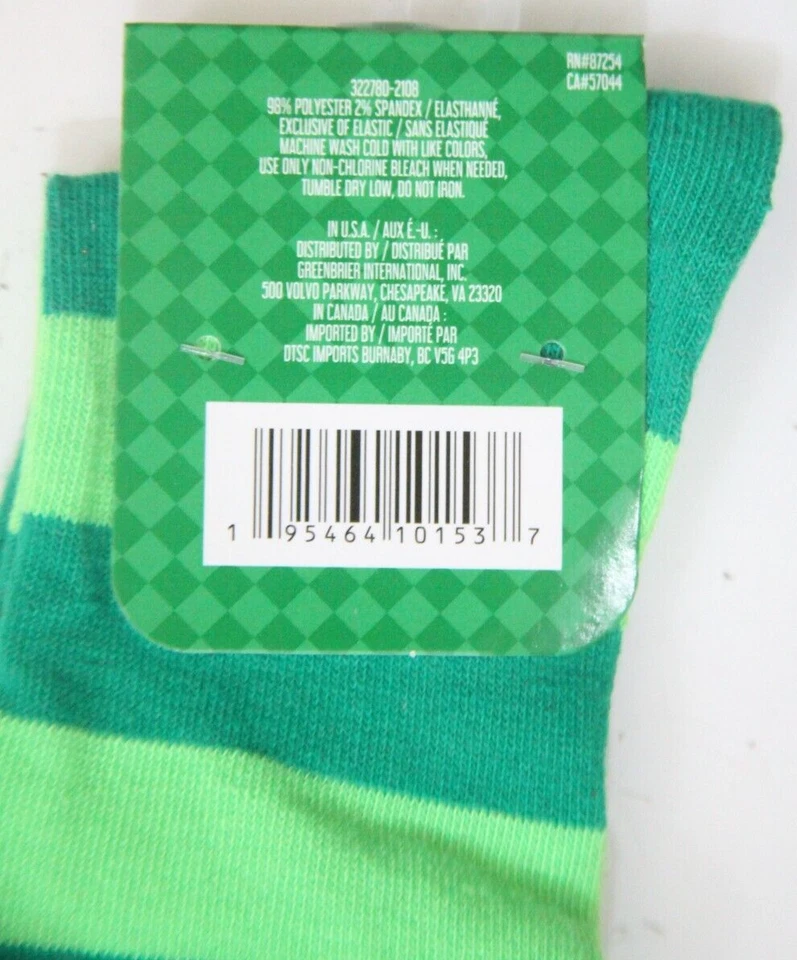 RN#87254
CA#57044
322780-2108
98% POLYESTER 2% SPANDEX / ELASTHANNÉ,
EXCLUSIVE OF ELASTIC / SANS ELASTIQUE
MACHINE WASH COLD WITH LIKE COLORS,
USE ONLY NON-CHLORINE BLEACH WHEN NEEDED,
TUMBLE DRY LOW, DO NOT IRON.
IN U.S.A. / AUX É.-U. :
DISTRIBUTED BY / DISTRIBUÉ PAR
GREENBRIER INTERNATIONAL, INC.
500 VOLVO PARKWAY, CHESAPEAKE, VA 23320
IN CANADA / AU CANADA :
IMPORTED BY / IMPORTÉ PAR
DTSC IMPORTS BURNABY, BC V5G 4P3
1 95464 10153 7